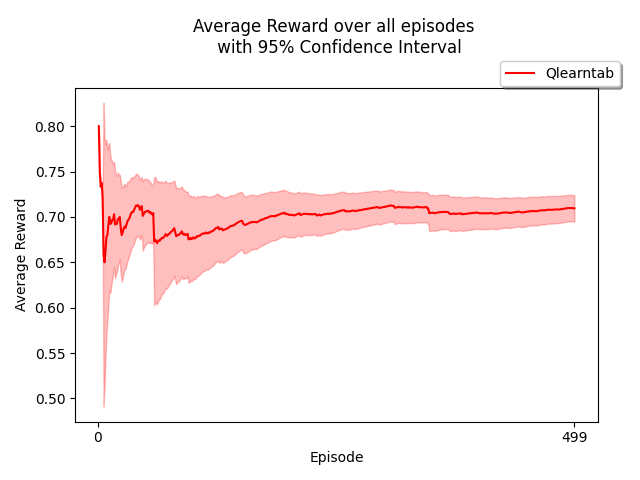 Average Reward over all episodes
with 95% Confidence Interval
Qlearntab
0.80
0.75
0.70
0.65
0.60
0.55
0.50
Average Reward
0
499
Episode